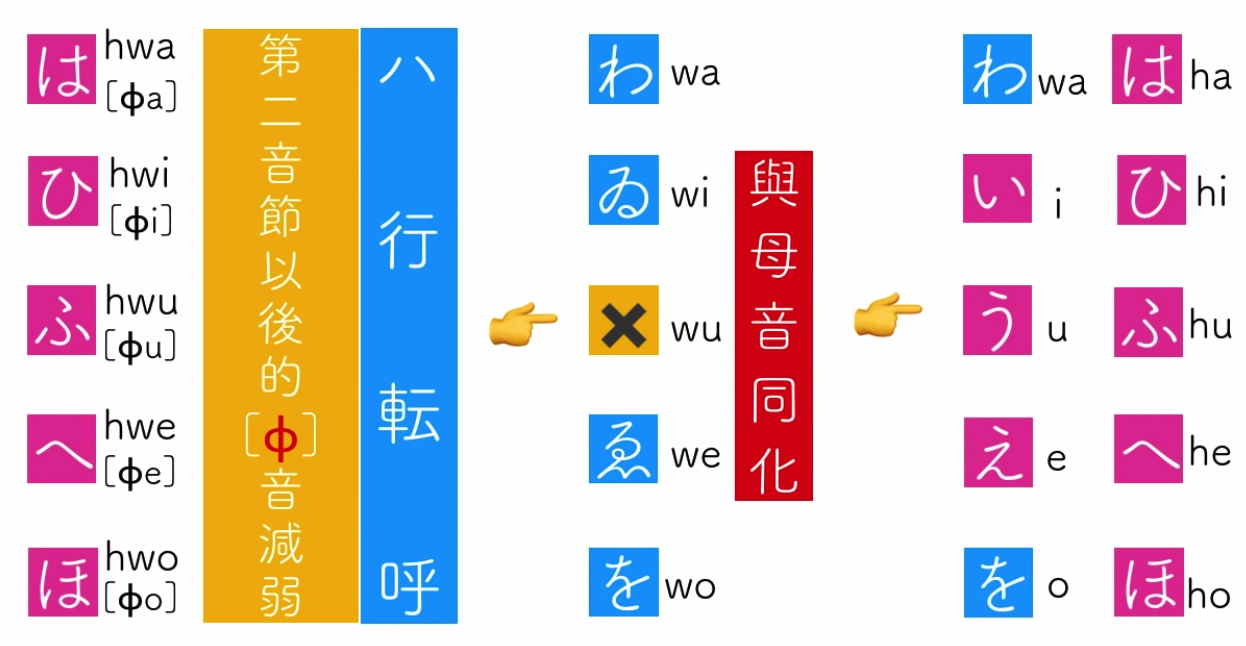 は hwa [ɸa]
ひ hwi [ɸi]
ふ hwu [ɸu]
へ hwe [ɸe]
ほ hwo [ɸo]
第二音節以後的[ɸ]音減弱
ハ行転呼
わ wa
ゐ wi
wu
ゑ we
を wo
與母音同化
わ wa は ha
い i ひ hi
う u ふ hu
え e へ he
を o ほ ho